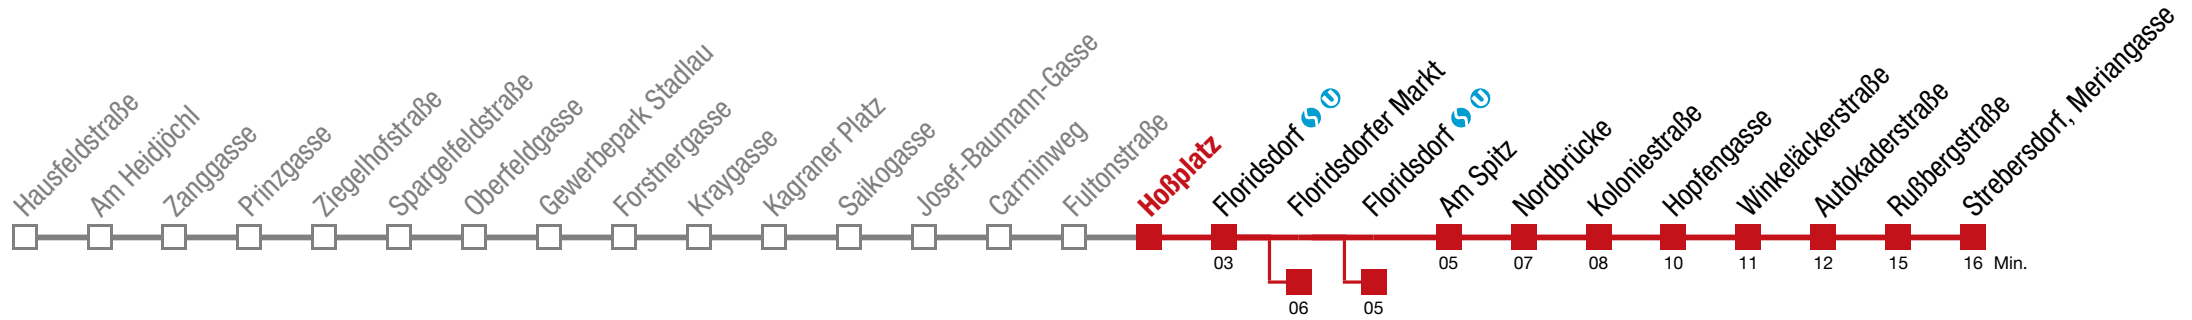 Hausfeldstraße
Am Heidjöchl
Zanggasse
Prinzgasse
Ziegelhofstraße
Spargelfeldstraße
Oberfeldgasse
Gewerbepark Stadlau
Forstnergasse
Kraygasse
Kagraner Platz
Saikogasse
Josef-Baumann-Gasse
Carminweg
Fultonstraße
Hoßplatz
Floridsdorf S U
Floridsdorfer Markt
Floridsdorf S U
Am Spitz
Nordbrücke
Koloniestraße
Hopfengasse
Winkeläckerstraße
Autokaderstraße
Rußbergstraße
Strebersdorf, Meriangasse
03 05 07 08 10 11 12 15 16 Min.
06 05